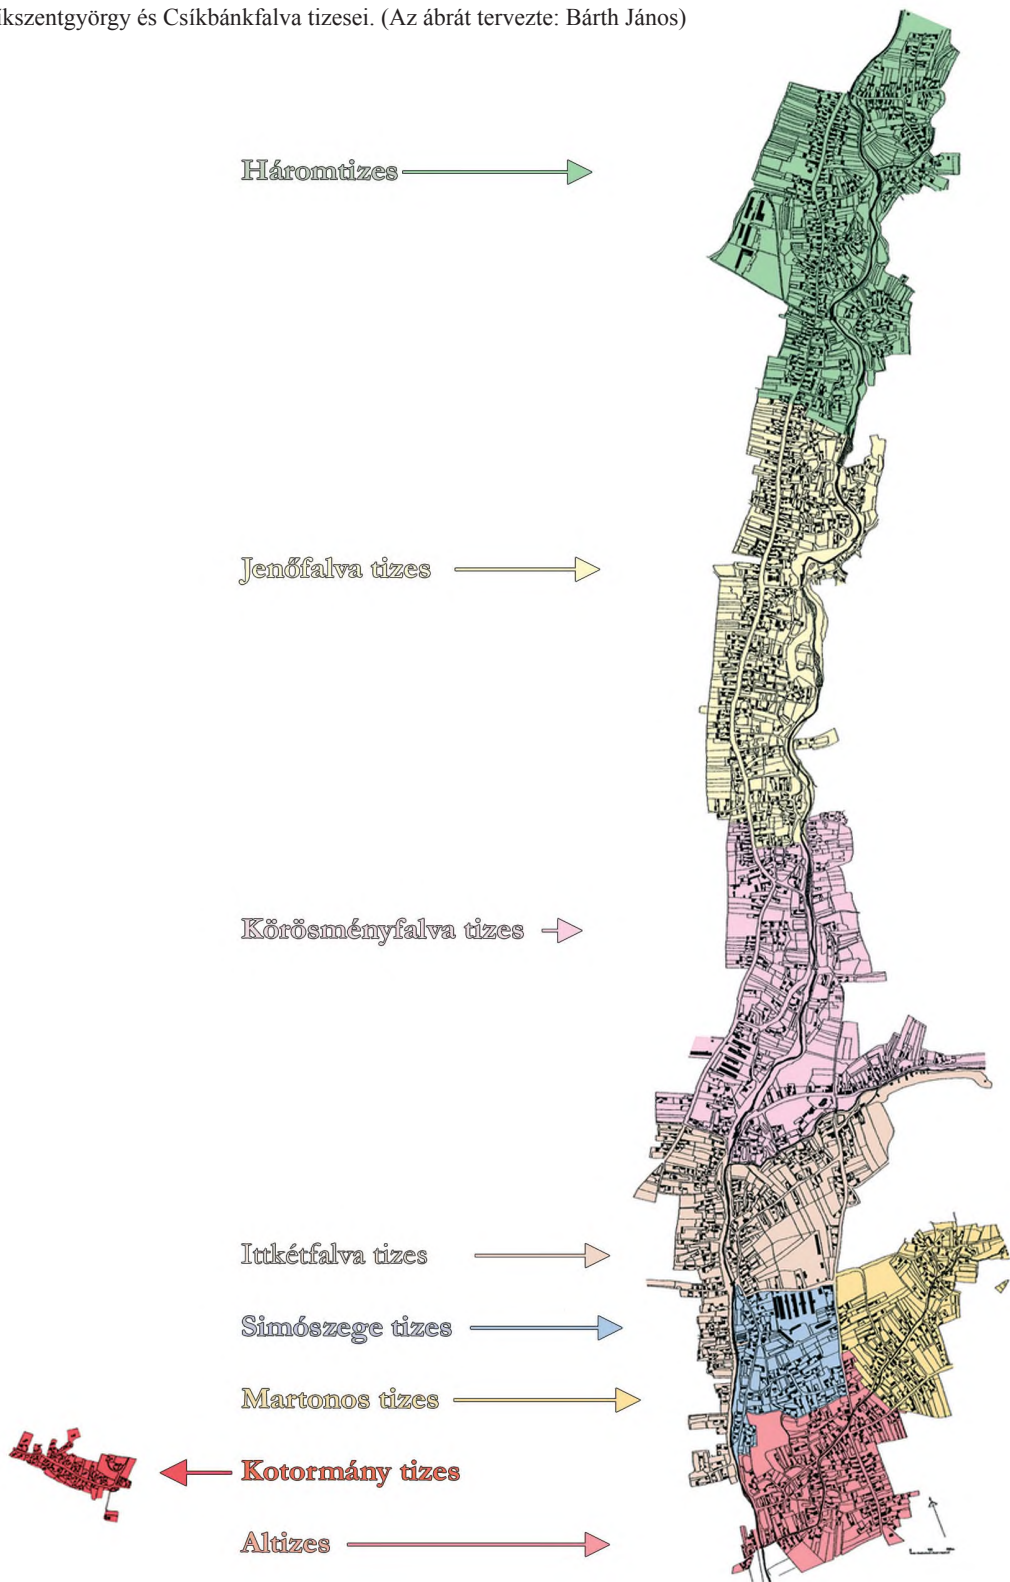 íkszentgyörgy és Csíkbánkfalva tizesei. (Az ábrát tervezte: Bárth János)
Háromtizes
Jenőfalva tizes
Körösményfalva tizes
Ittkétfalva tizes
Simószege tizes
Martonos tizes
Kotormány tizes
Altizes